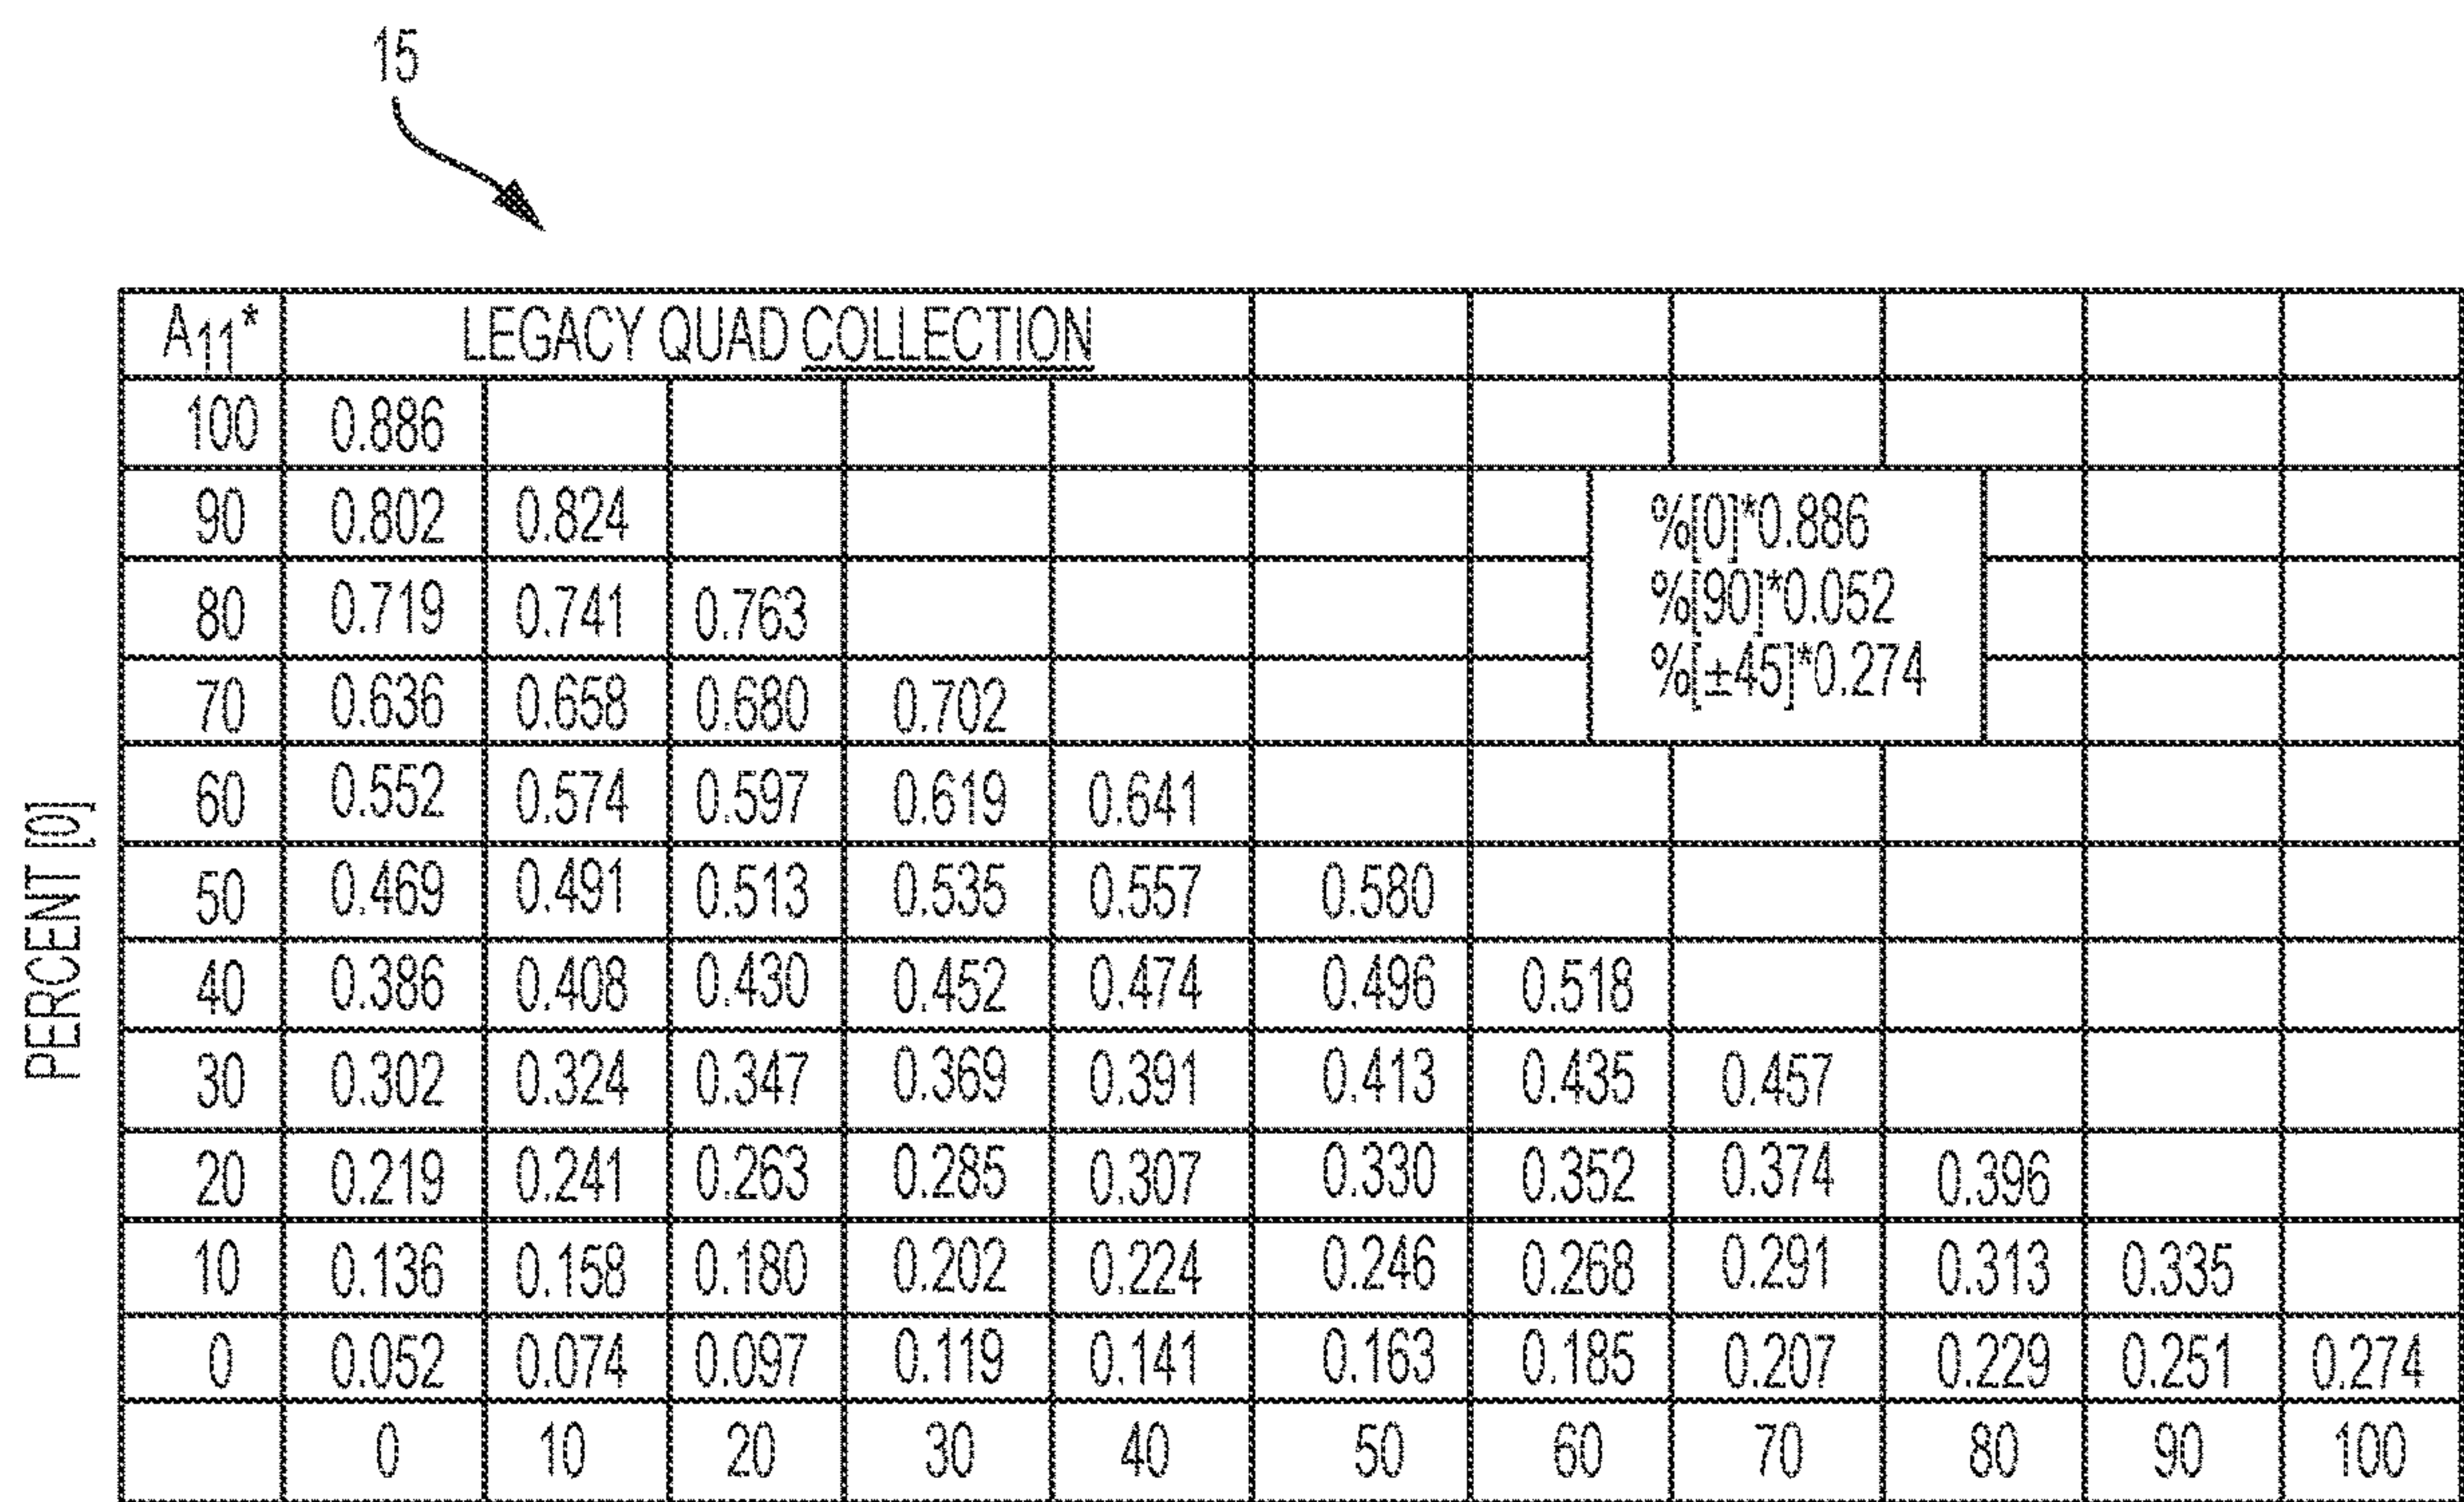 15
A11* LEGACY QUAD COLLECTION
100 0.886
90 0.802 0.824
%[0]*0.886
80 0.719 0.741 0.763
%[90]*0.052
70 0.636 0.658 0.680 0.702
%[±45]*0.274
60 0.552 0.574 0.597 0.619 0.641
50 0.469 0.491 0.513 0.535 0.557 0.580
40 0.386 0.408 0.430 0.452 0.474 0.496 0.518
30 0.302 0.324 0.347 0.369 0.391 0.413 0.435 0.457
20 0.219 0.241 0.263 0.285 0.307 0.330 0.352 0.374 0.396
10 0.136 0.158 0.180 0.202 0.224 0.246 0.268 0.291 0.313 0.335
0 0.052 0.074 0.097 0.119 0.141 0.163 0.185 0.207 0.229 0.251 0.274
0 10 20 30 40 50 60 70 80 90 100
PERCENT [0]